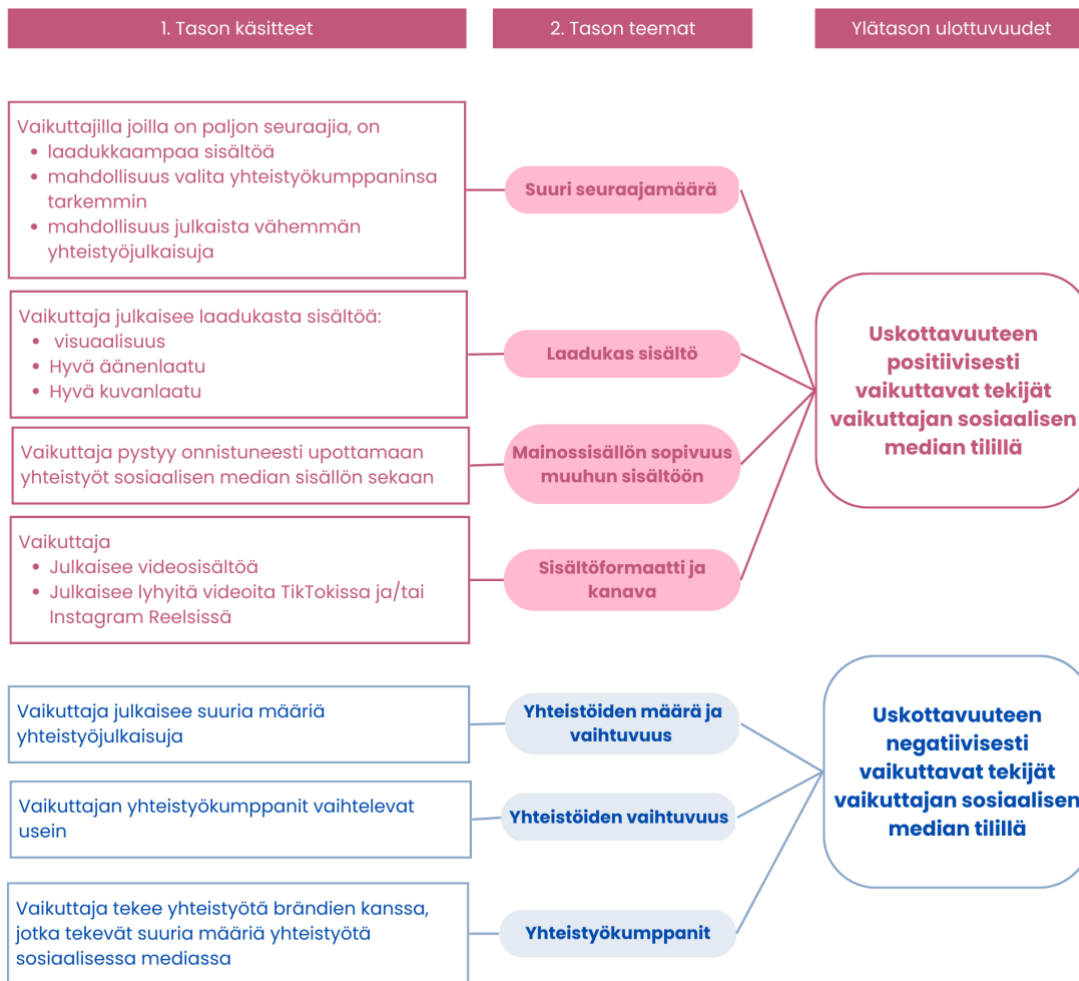 1. Tason käsitteet
2. Tason teemat
Ylätason ulottuvuudet
Vaikuttajilla joilla on paljon seuraajia, on
• laadukkaampaa sisältöä
• mahdollisuus valita yhteistyökumppaninsa
tarkemmin
• mahdollisuus julkaista vähemmän
yhteistyöjulkaisuja
Suuri seuraajamäärä
Vaikuttaja julkaisee laadukasta sisältöä:
• visuaalisuus
• Hyvä äänenlaatu
• Hyvä kuvanlaatu
Laadukas sisältö
Vaikuttaja pystyy onnistuneesti upottamaan
yhteistyöt sosiaalisen median sisällön sekaan
Mainossisällön sopivuus
muuhun sisältöön
Vaikuttaja
• Julkaisee videosisältöä
• Julkaisee lyhyitä videoita TikTokissa ja/tai
Instagram Reelsissä
Sisältöformaatti ja
kanava
Uskottavuuteen
positiivisesti
vaikuttavat tekijät
vaikuttajan sosiaalisen
median tilillä
Vaikuttaja julkaisee suuria määriä
yhteistyöjulkaisuja
Yhteistöiden määrä ja
vaihtuvuus
Vaikuttajan yhteistyökumppanit vaihtelevat
usein
Yhteistöiden vaihtuvuus
Vaikuttaja tekee yhteistyötä brändien kanssa,
jotka tekevät suuria määriä yhteistyötä
sosiaalisessa mediassa
Yhteistyökumppanit
Uskottavuuteen
negatiivisesti
vaikuttavat tekijät
vaikuttajan sosiaalisen
median tilillä